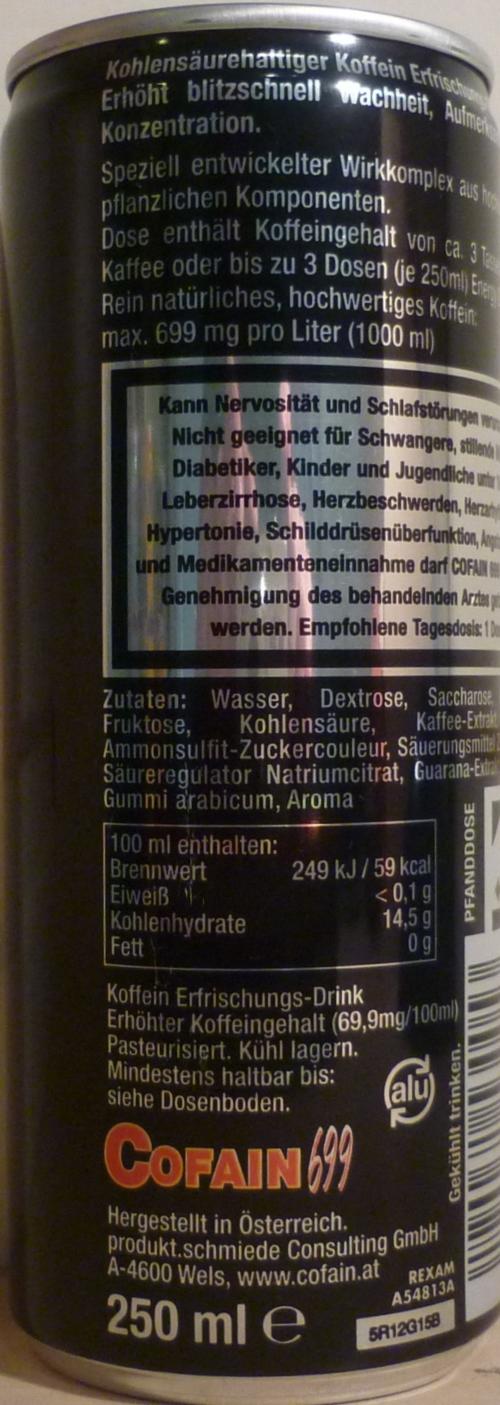 Kohlensäurehaltiger Koffein Erfrischungs
Erhöht blitzschnell Wachheit,
Konzentration.
Speziell entwickelter Wirkkomplex aus
pflanzlichen Komponenten.
Dose enthält Koffeingehalt von ca. 3
Kaffee oder bis zu 3 Dosen (je 250ml)
Rein natürliches, hochwertiges Koffein:
max. 699 mg pro Liter (1000 ml)
Kann Nervosität und Schlafstörungen
Nicht geeignet für Schwangere,
Diabetiker, Kinder und Jugendliche unter
Leberzirrhose, Herzbeschwerden,
Hypertonie, Schilddrüsenüberfunktion,
und Medikamenteneinnahme darf COFAIN
Genehmigung des behandelnden Arztes
werden. Empfohlene Tagesdosis: 1
Zutaten: Wasser, Dextrose, Saccharose,
Fruktose, Kohlensäure, Kaffee-Extrakt
Ammonsulfit-Zuckercouleur, Säuerungsmittel
Säureregulator Natriumcitrat, Guarana-Extrakt
Gummi arabicum, Aroma
100 ml enthalten:
Brennwert 249 kJ / 59 kcal
Eiweiß < 0,1 g
Kohlenhydrate 14,5 g
Fett 0 g
PFANDDOSE
Koffein Erfrischungs-Drink
Erhöhter Koffeingehalt (69,9mg/100ml)
Pasteurisiert. Kühl lagern.
Mindestens haltbar bis:
siehe Dosenboden.
alu
Gekühlt trinken.
COFAIN 699
Hergestellt in Österreich.
produkt.schmiede Consulting GmbH
A-4600 Wels, www.cofain.at
REXAM
A54813A
250 ml e
5R12G15B